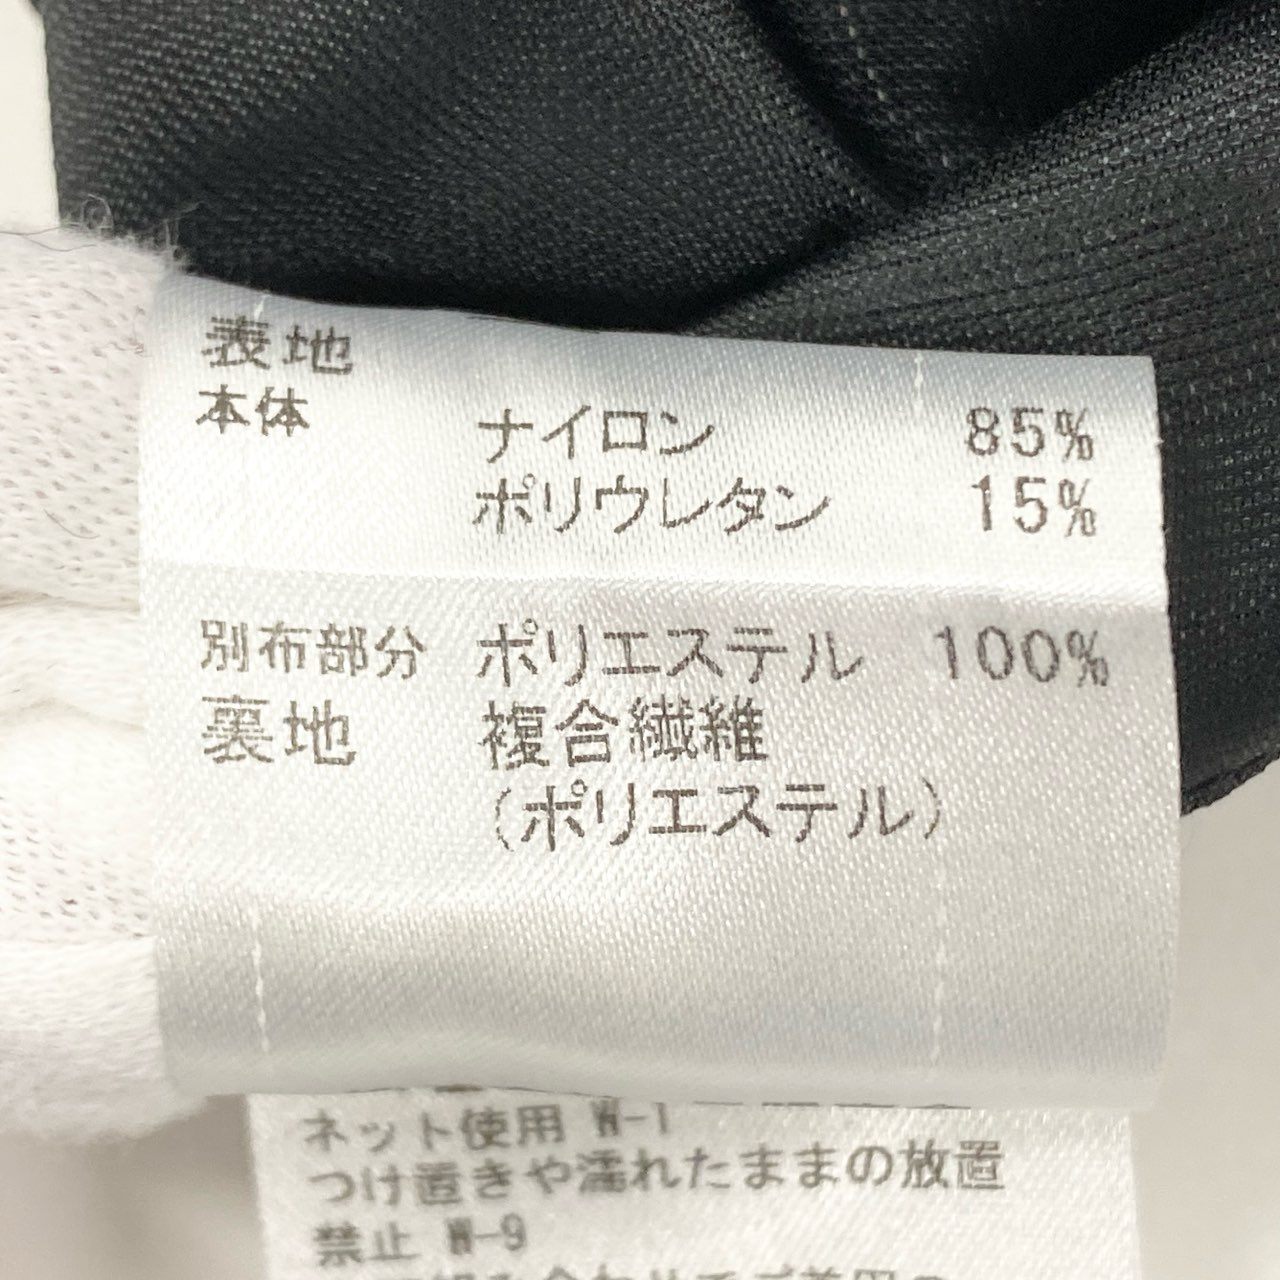 表地
本体 ナイロン 85%
ポリウレタン 15%
別布部分 ポリエステル 100%
裏地 複合繊維
(ポリエステル)
ネット使用 W-1
つけ置きや濡れたままの放置
禁止 W-9